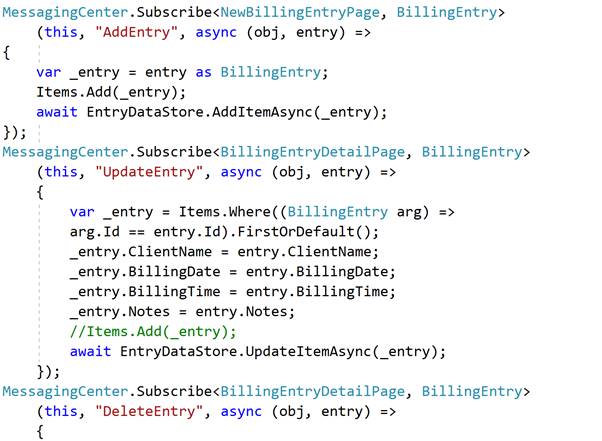 MessagingCenter.Subscribe<NewBillingEntryPage, BillingEntry>
(this, "AddEntry", async (obj, entry) =>
{
var _entry = entry as BillingEntry;
Items.Add(_entry);
await EntryDataStore.AddItemAsync(_entry);
});
MessagingCenter.Subscribe<BillingEntryDetailPage, BillingEntry>
(this, "UpdateEntry", async (obj, entry) =>
{
var _entry = Items.Where((BillingEntry arg) =>
arg.Id == entry.Id).FirstOrDefault();
_entry.ClientName = entry.ClientName;
_entry.BillingDate = entry.BillingDate;
_entry.BillingTime = entry.BillingTime;
_entry.Notes = entry.Notes;
//Items.Add(_entry);
await EntryDataStore.UpdateItemAsync(_entry);
});
MessagingCenter.Subscribe<BillingEntryDetailPage, BillingEntry>
(this, "DeleteEntry", async (obj, entry) =>
{